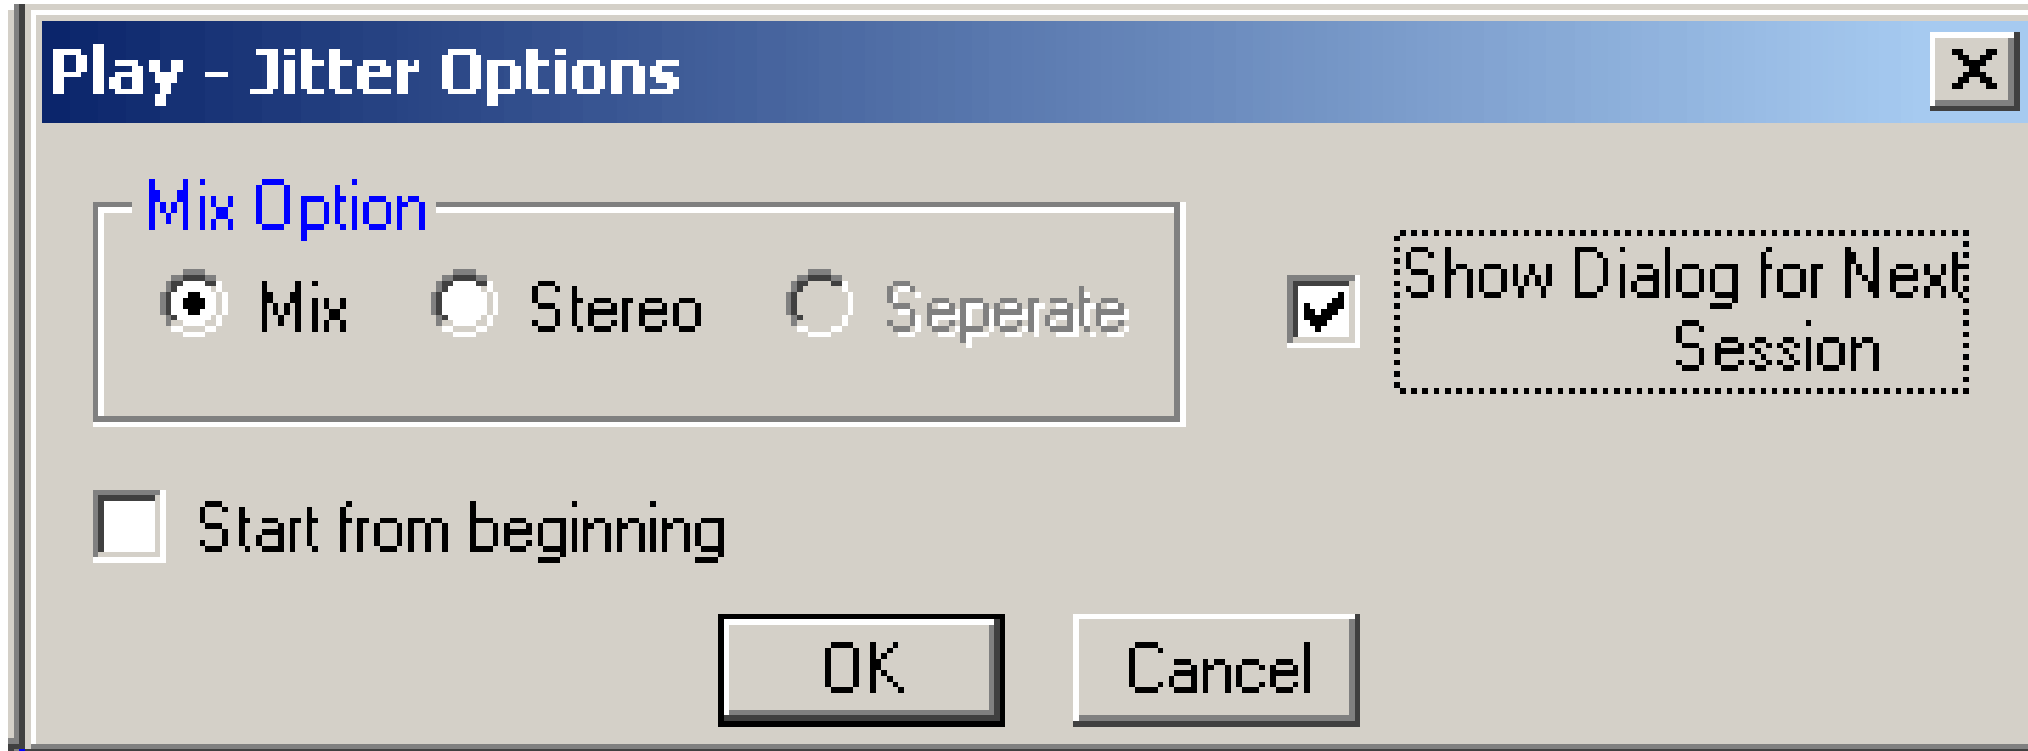 Play - Jitter Options
Mix Option
Mix Stereo Seperate
Show Dialog for Next
Session
Start from beginning
OK Cancel